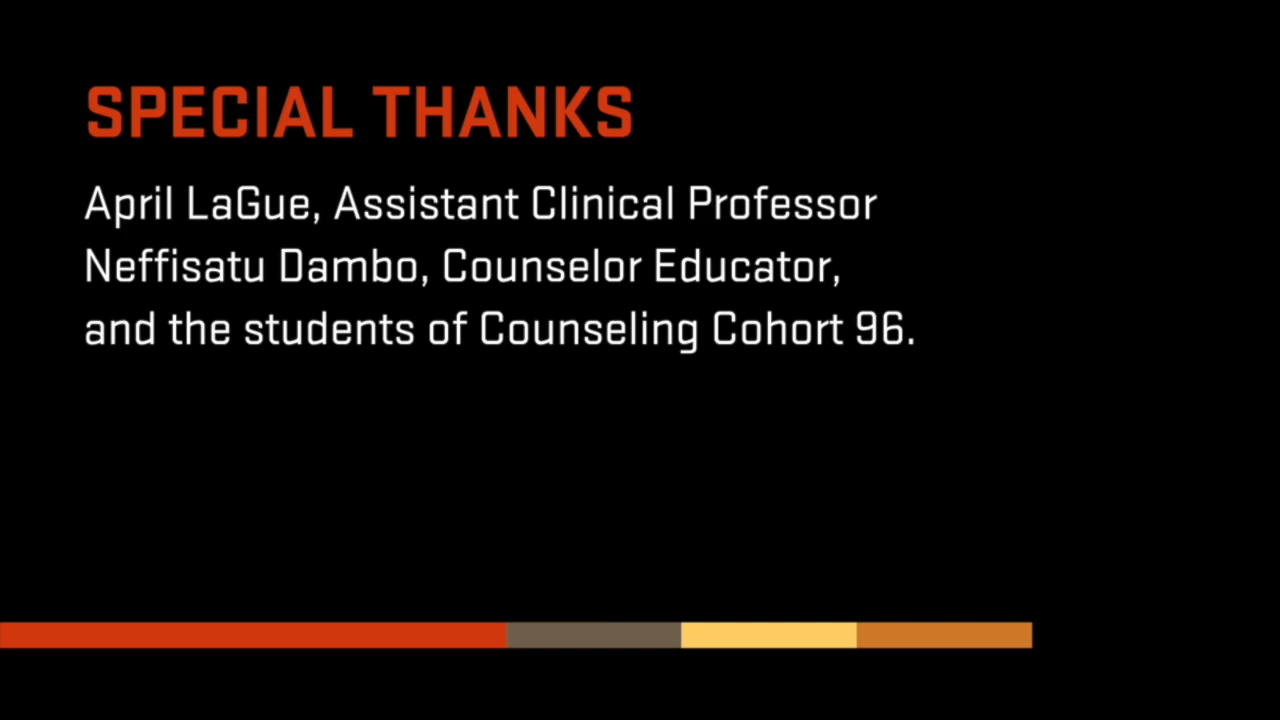 SPECIAL THANKS
April LaGue, Assistant Clinical Professor
Neffisatu Dambo, Counselor Educator,
and the students of Counseling Cohort 96.